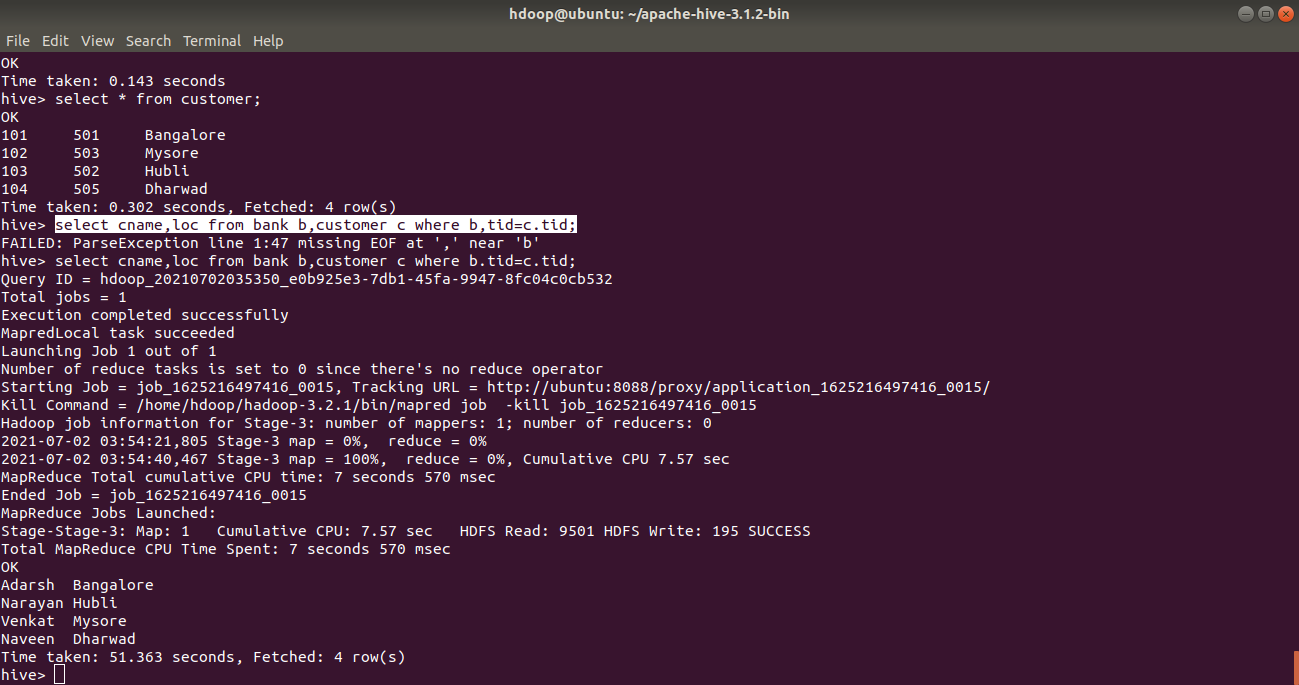 hdoop@ubuntu: ~/apache-hive-3.1.2-bin
File Edit View Search Terminal Help
OK
Time taken: 0.143 seconds
hive> select * from customer;
OK
101     501     Bangalore
102     503     Mysore
103     502     Hubli
104     505     Dharwad
Time taken: 0.302 seconds, Fetched: 4 row(s)
hive> select cname,loc from bank b,customer c where b,tid=c.tid;
FAILED: ParseException line 1:47 missing EOF at ',' near 'b'
hive> select cname,loc from bank b,customer c where b.tid=c.tid;
Query ID = hdoop_20210702035350_e0b925e3-7db1-45fa-9947-8fc04c0cb532
Total jobs = 1
Execution completed successfully
MapredLocal task succeeded
Launching Job 1 out of 1
Number of reduce tasks is set to 0 since there's no reduce operator
Starting Job = job_1625216497416_0015, Tracking URL = http://ubuntu:8088/proxy/application_1625216497416_0015/
Kill Command = /home/hdoop/hadoop-3.2.1/bin/mapred job  -kill job_1625216497416_0015
Hadoop job information for Stage-3: number of mappers: 1; number of reducers: 0
2021-07-02 03:54:21,805 Stage-3 map = 0%,  reduce = 0%
2021-07-02 03:54:40,467 Stage-3 map = 100%,  reduce = 0%, Cumulative CPU 7.57 sec
MapReduce Total cumulative CPU time: 7 seconds 570 msec
Ended Job = job_1625216497416_0015
MapReduce Jobs Launched:
Stage-Stage-3: Map: 1   Cumulative CPU: 7.57 sec   HDFS Read: 9501 HDFS Write: 195 SUCCESS
Total MapReduce CPU Time Spent: 7 seconds 570 msec
OK
Adarsh  Bangalore
Narayan Hubli
Venkat  Mysore
Naveen  Dharwad
Time taken: 51.363 seconds, Fetched: 4 row(s)
hive>